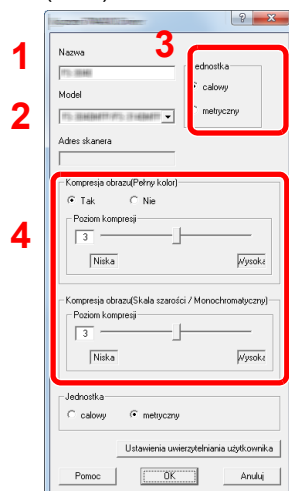 3
1
Nazwa
Jednostka
calowy
Model
metryczny
2
Adres skanera
Kompresja obrazu(Pełny kolor)
Tak Nie
Poziom kompresji
4
3
Niska Wysoka
Kompresja obrazu(Skala szarości / Monochromatyczny)
Poziom kompresji
3
Niska Wysoka
Jednostka
calowy metryczny
Ustawienia uwierzytelniania użytkownika
Pomoc OK Anuluj